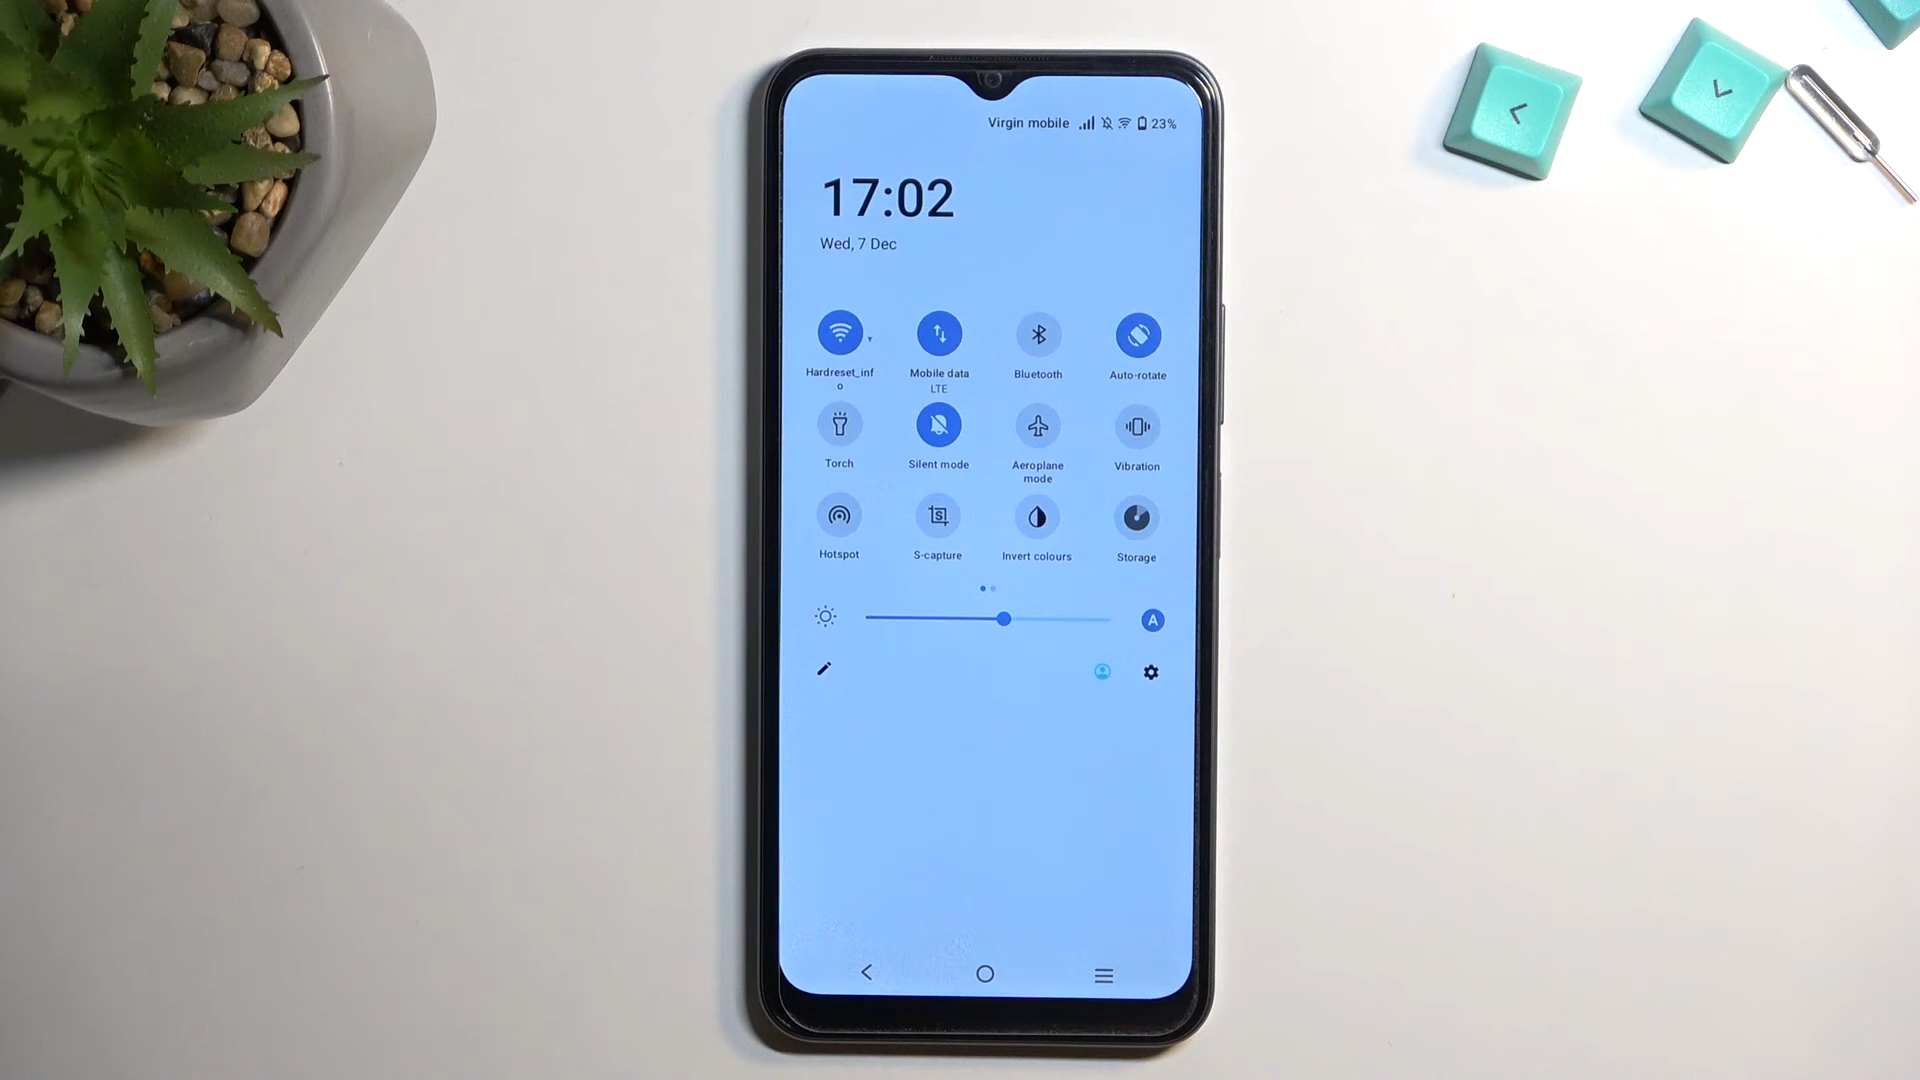 Virgin mobile 23%
17:02
Wed, 7 Dec
Hardreset_inf
o
Mobile data
LTE
Bluetooth
Auto-rotate
Torch
Silent mode
Aeroplane
mode
Vibration
Hotspot
S-capture
Invert colours
Storage
A